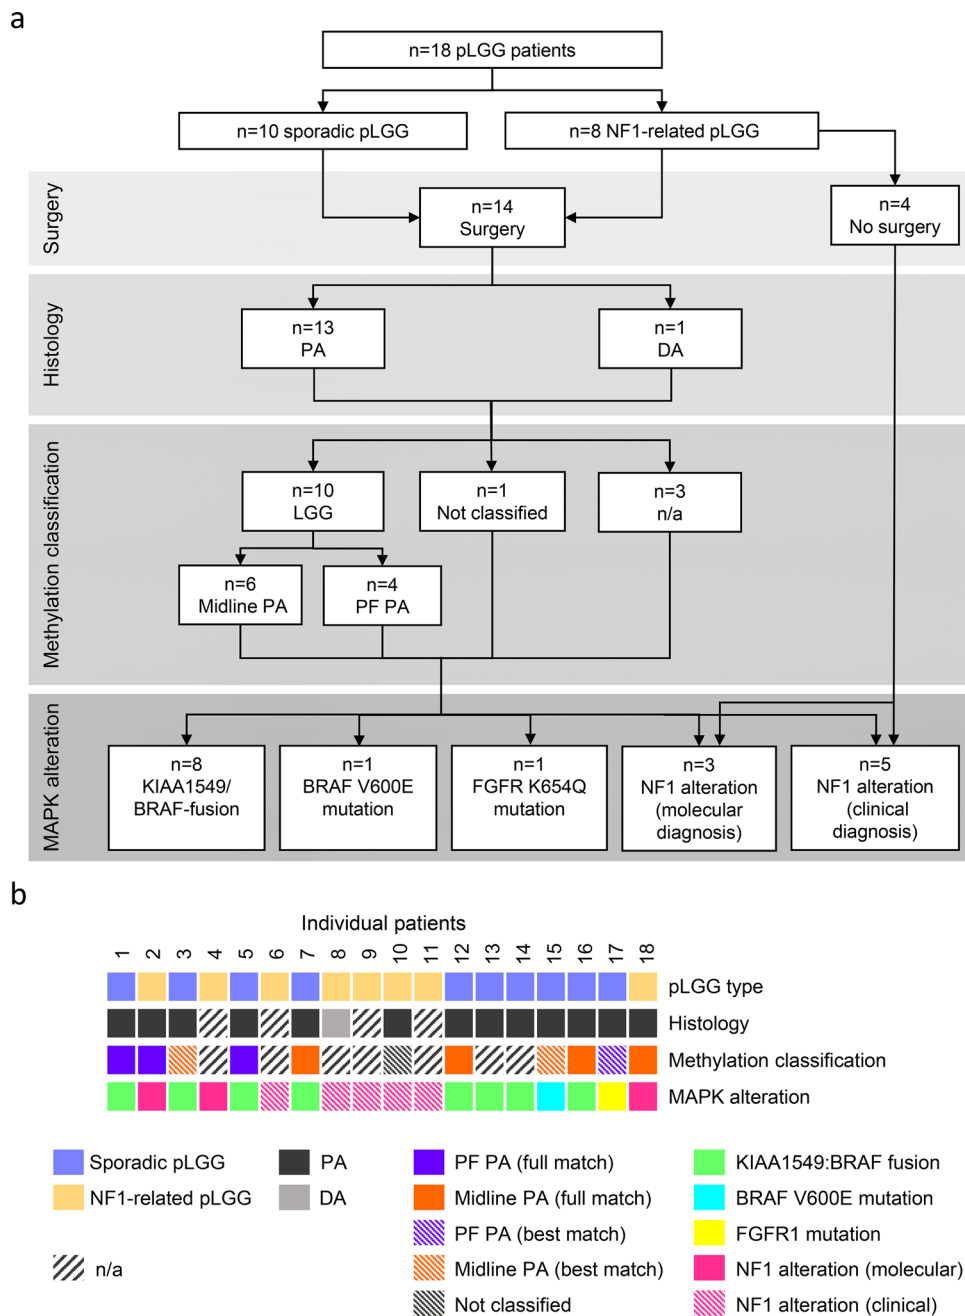 a
n=18 pLGG patients
n=10 sporadic pLGG
n=8 NF1-related pLGG
Surgery
n=14
Surgery
n=4
No surgery
Histology
n=13
PA
n=1
DA
Methylation classification
n=10
LGG
n=1
Not classified
n=3
n/a
n=6
Midline PA
n=4
PF PA
MAPK alteration
n=8
KIAA1549/
BRAF-fusion
n=1
BRAF V600E
mutation
n=1
FGFR K654Q
mutation
n=3
NF1 alteration
(molecular
diagnosis)
n=5
NF1 alteration
(clinical
diagnosis)
b
Individual patients
1 2 3 4 5 6 7 8 9 10 11 12 13 14 15 16 17 18
pLGG type
Histology
Methylation classification
MAPK alteration
Sporadic pLGG
NF1-related pLGG
n/a
PA
DA
PF PA (full match)
Midline PA (full match)
PF PA (best match)
Midline PA (best match)
Not classified
KIAA1549:BRAF fusion
BRAF V600E mutation
FGFR1 mutation
NF1 alteration (molecular)
NF1 alteration (clinical)